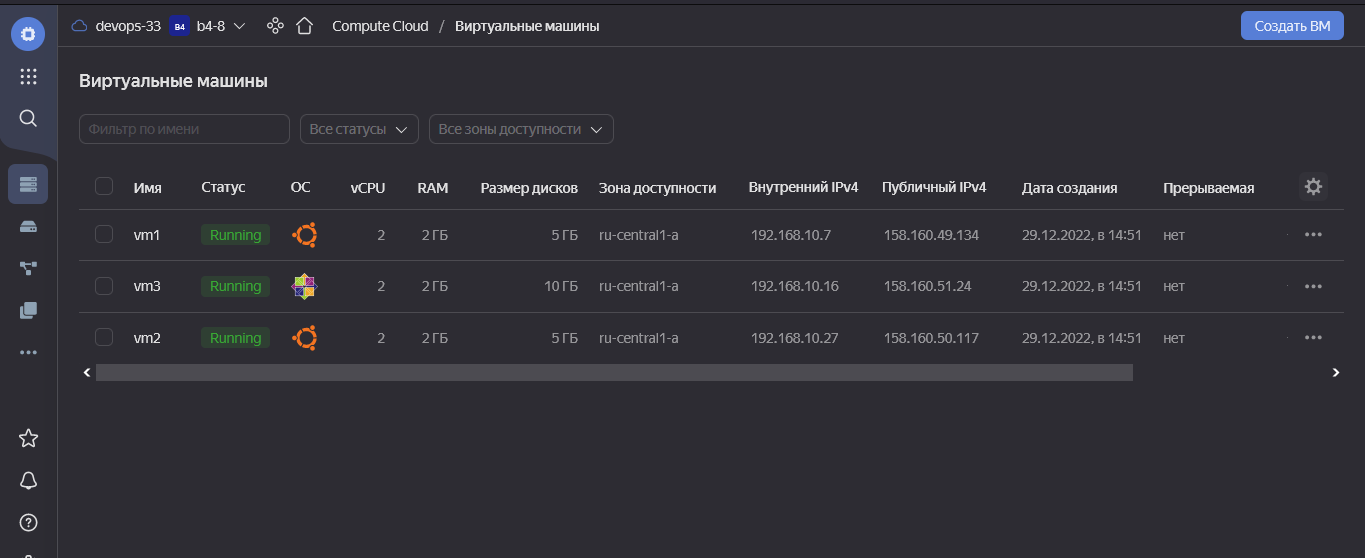 devops-33 B4 b4-8 Compute Cloud / Виртуальные машины Создать ВМ
Виртуальные машины
Фильтр по имени Все статусы Все зоны доступности
Имя Статус ОС vCPU RAM Размер дисков Зона доступности Внутренний IPv4 Публичный IPv4 Дата создания Прерываемая
vm1 Running 2 2 ГБ 5 ГБ ru-central1-a 192.168.10.7 158.160.49.134 29.12.2022, в 14:51 нет
vm3 Running 2 2 ГБ 10 ГБ ru-central1-a 192.168.10.16 158.160.51.24 29.12.2022, в 14:51 нет
vm2 Running 2 2 ГБ 5 ГБ ru-central1-a 192.168.10.27 158.160.50.117 29.12.2022, в 14:51 нет